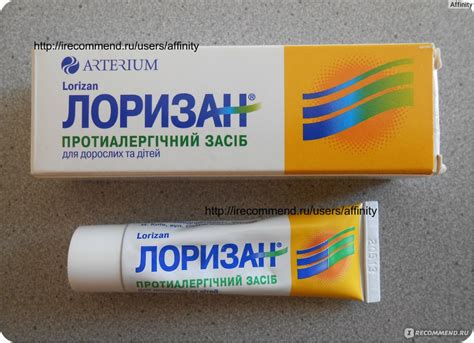 Affinity
http://irecommend.ru/users/affinity
ARTERIUM
Lorizan
ЛОРИЗАН®
ПРОТИАЛЕРГІЧНИЙ ЗАСІБ
для дорослих та дітей
http://irecommend.ru/users/affinity
Lorizan
ЛОРИЗАН®
ПРОТИАЛЕРГІЧНИЙ ЗАСІБ
для дорослих та дітей
IRECOMMEND.RU